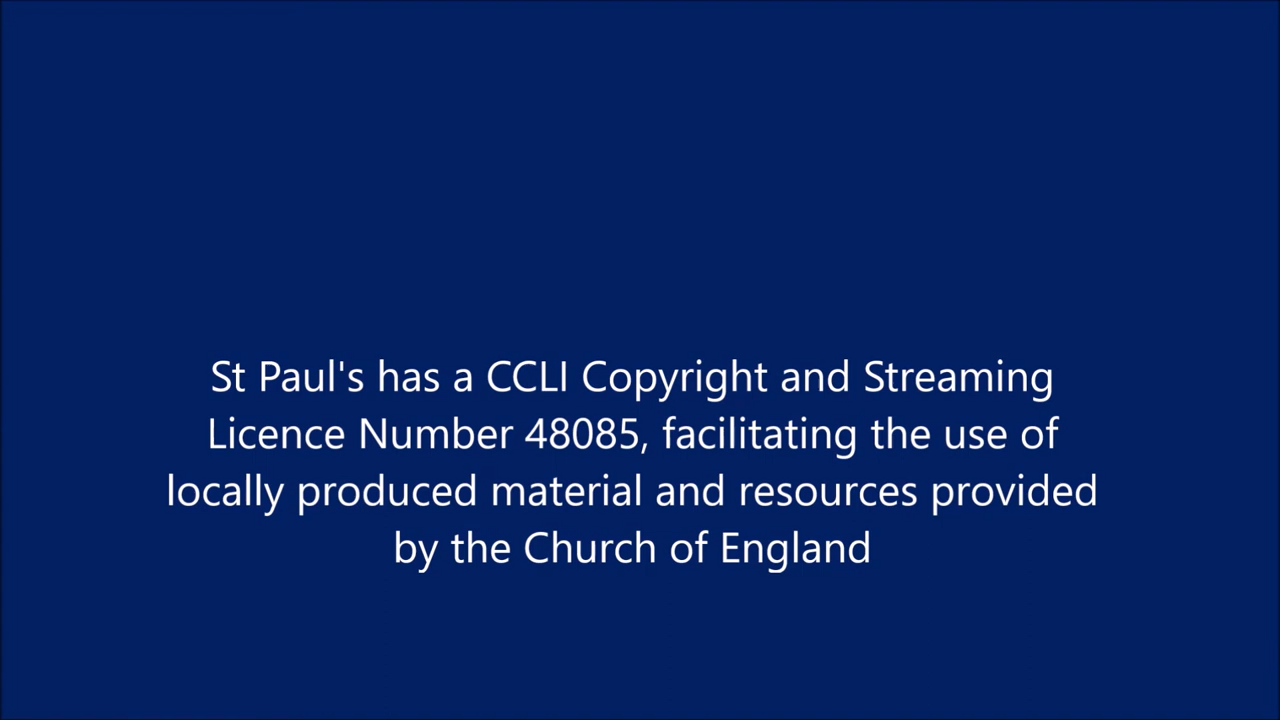 St Paul's has a CCLI Copyright and Streaming
Licence Number 48085, facilitating the use of
locally produced material and resources provided
by the Church of England